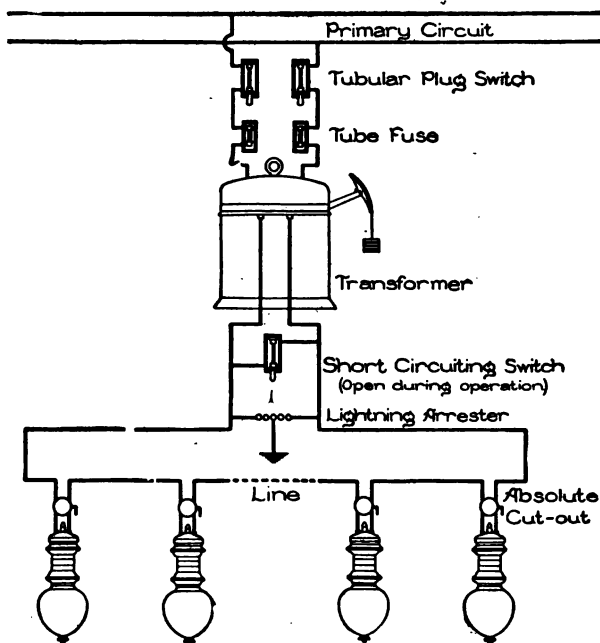 Primary Circuit
Tubular Plug Switch
Tube Fuse
Transformer
Short Circuiting Switch
(Open during operation)
Lightning Arrester
Line
Absolute
Cut-out